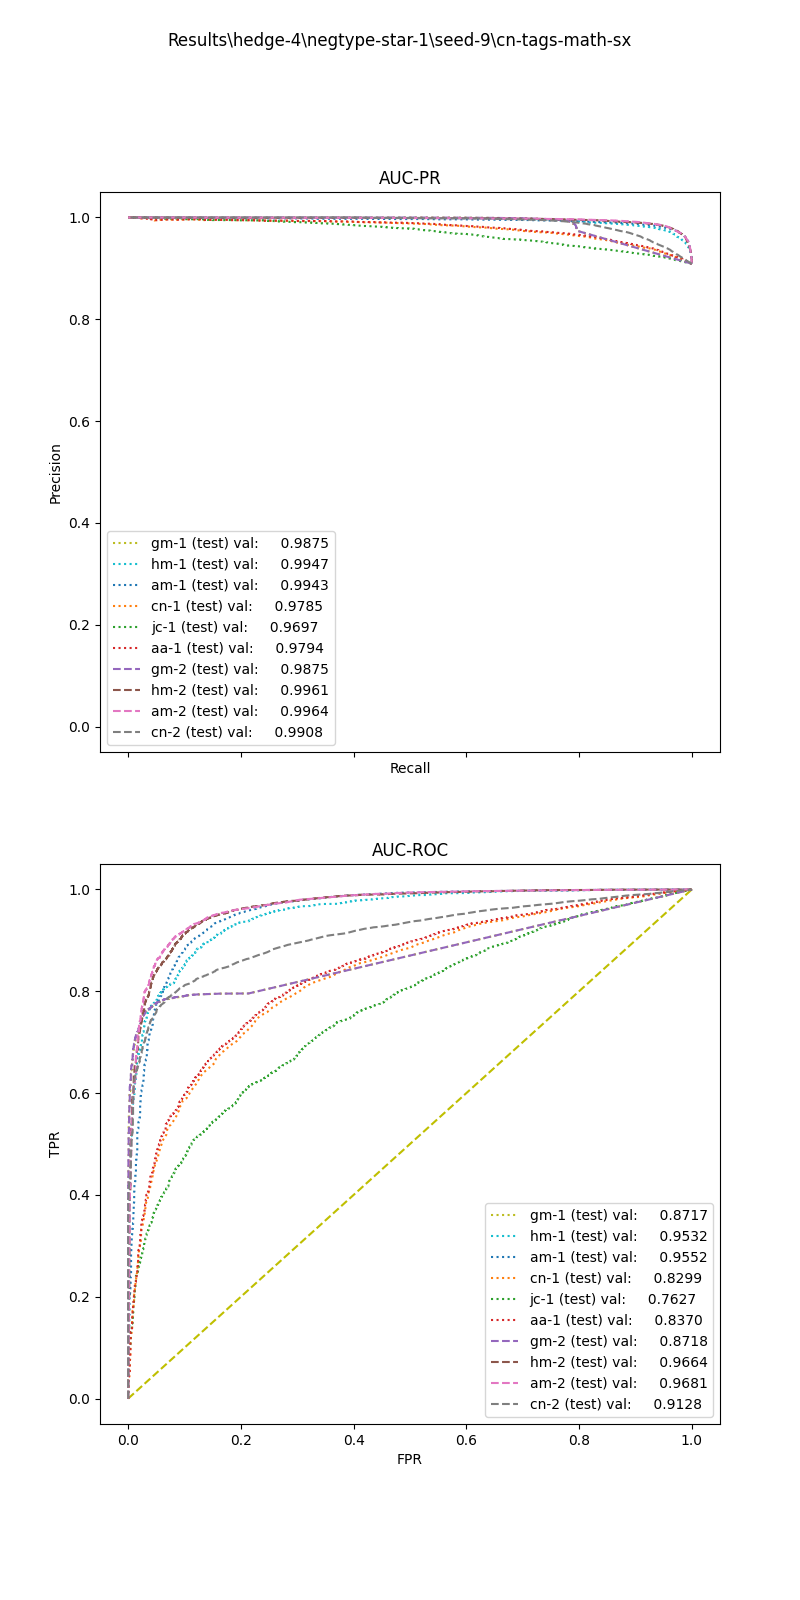 Results\hedge-4\negtype-star-1\seed-9\cn-tags-math-sx
AUC-PR
1.0
0.8
0.6
0.4
0.2
0.0
Precision
gm-1 (test) val: 0.9875
hm-1 (test) val: 0.9947
am-1 (test) val: 0.9943
cn-1 (test) val: 0.9785
jc-1 (test) val: 0.9697
aa-1 (test) val: 0.9794
gm-2 (test) val: 0.9875
hm-2 (test) val: 0.9961
am-2 (test) val: 0.9964
cn-2 (test) val: 0.9908
Recall
AUC-ROC
1.0
0.8
0.6
0.4
0.2
0.0
TPR
gm-1 (test) val: 0.8717
hm-1 (test) val: 0.9532
am-1 (test) val: 0.9552
cn-1 (test) val: 0.8299
jc-1 (test) val: 0.7627
aa-1 (test) val: 0.8370
gm-2 (test) val: 0.8718
hm-2 (test) val: 0.9664
am-2 (test) val: 0.9681
cn-2 (test) val: 0.9128
0.0 0.2 0.4 0.6 0.8 1.0
FPR